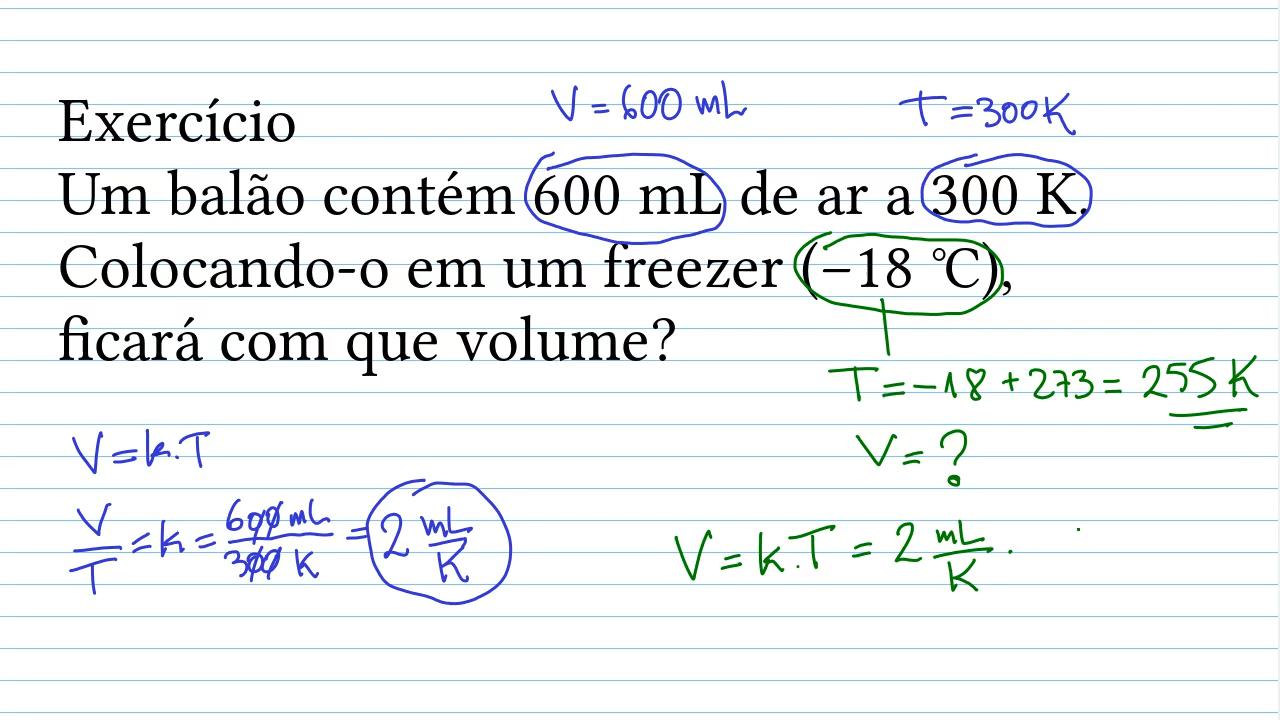 V = 600 mL T = 300K
Exercício
Um balão contém 600 mL de ar a 300 K.
Colocando-o em um freezer (−18 °C),
ficará com que volume?
T = −18 + 273 = 255 K
V = k.T
V = ?
V/T = k = 600 mL/300 K = 2 mL/K
V = k.T = 2 mL/K .